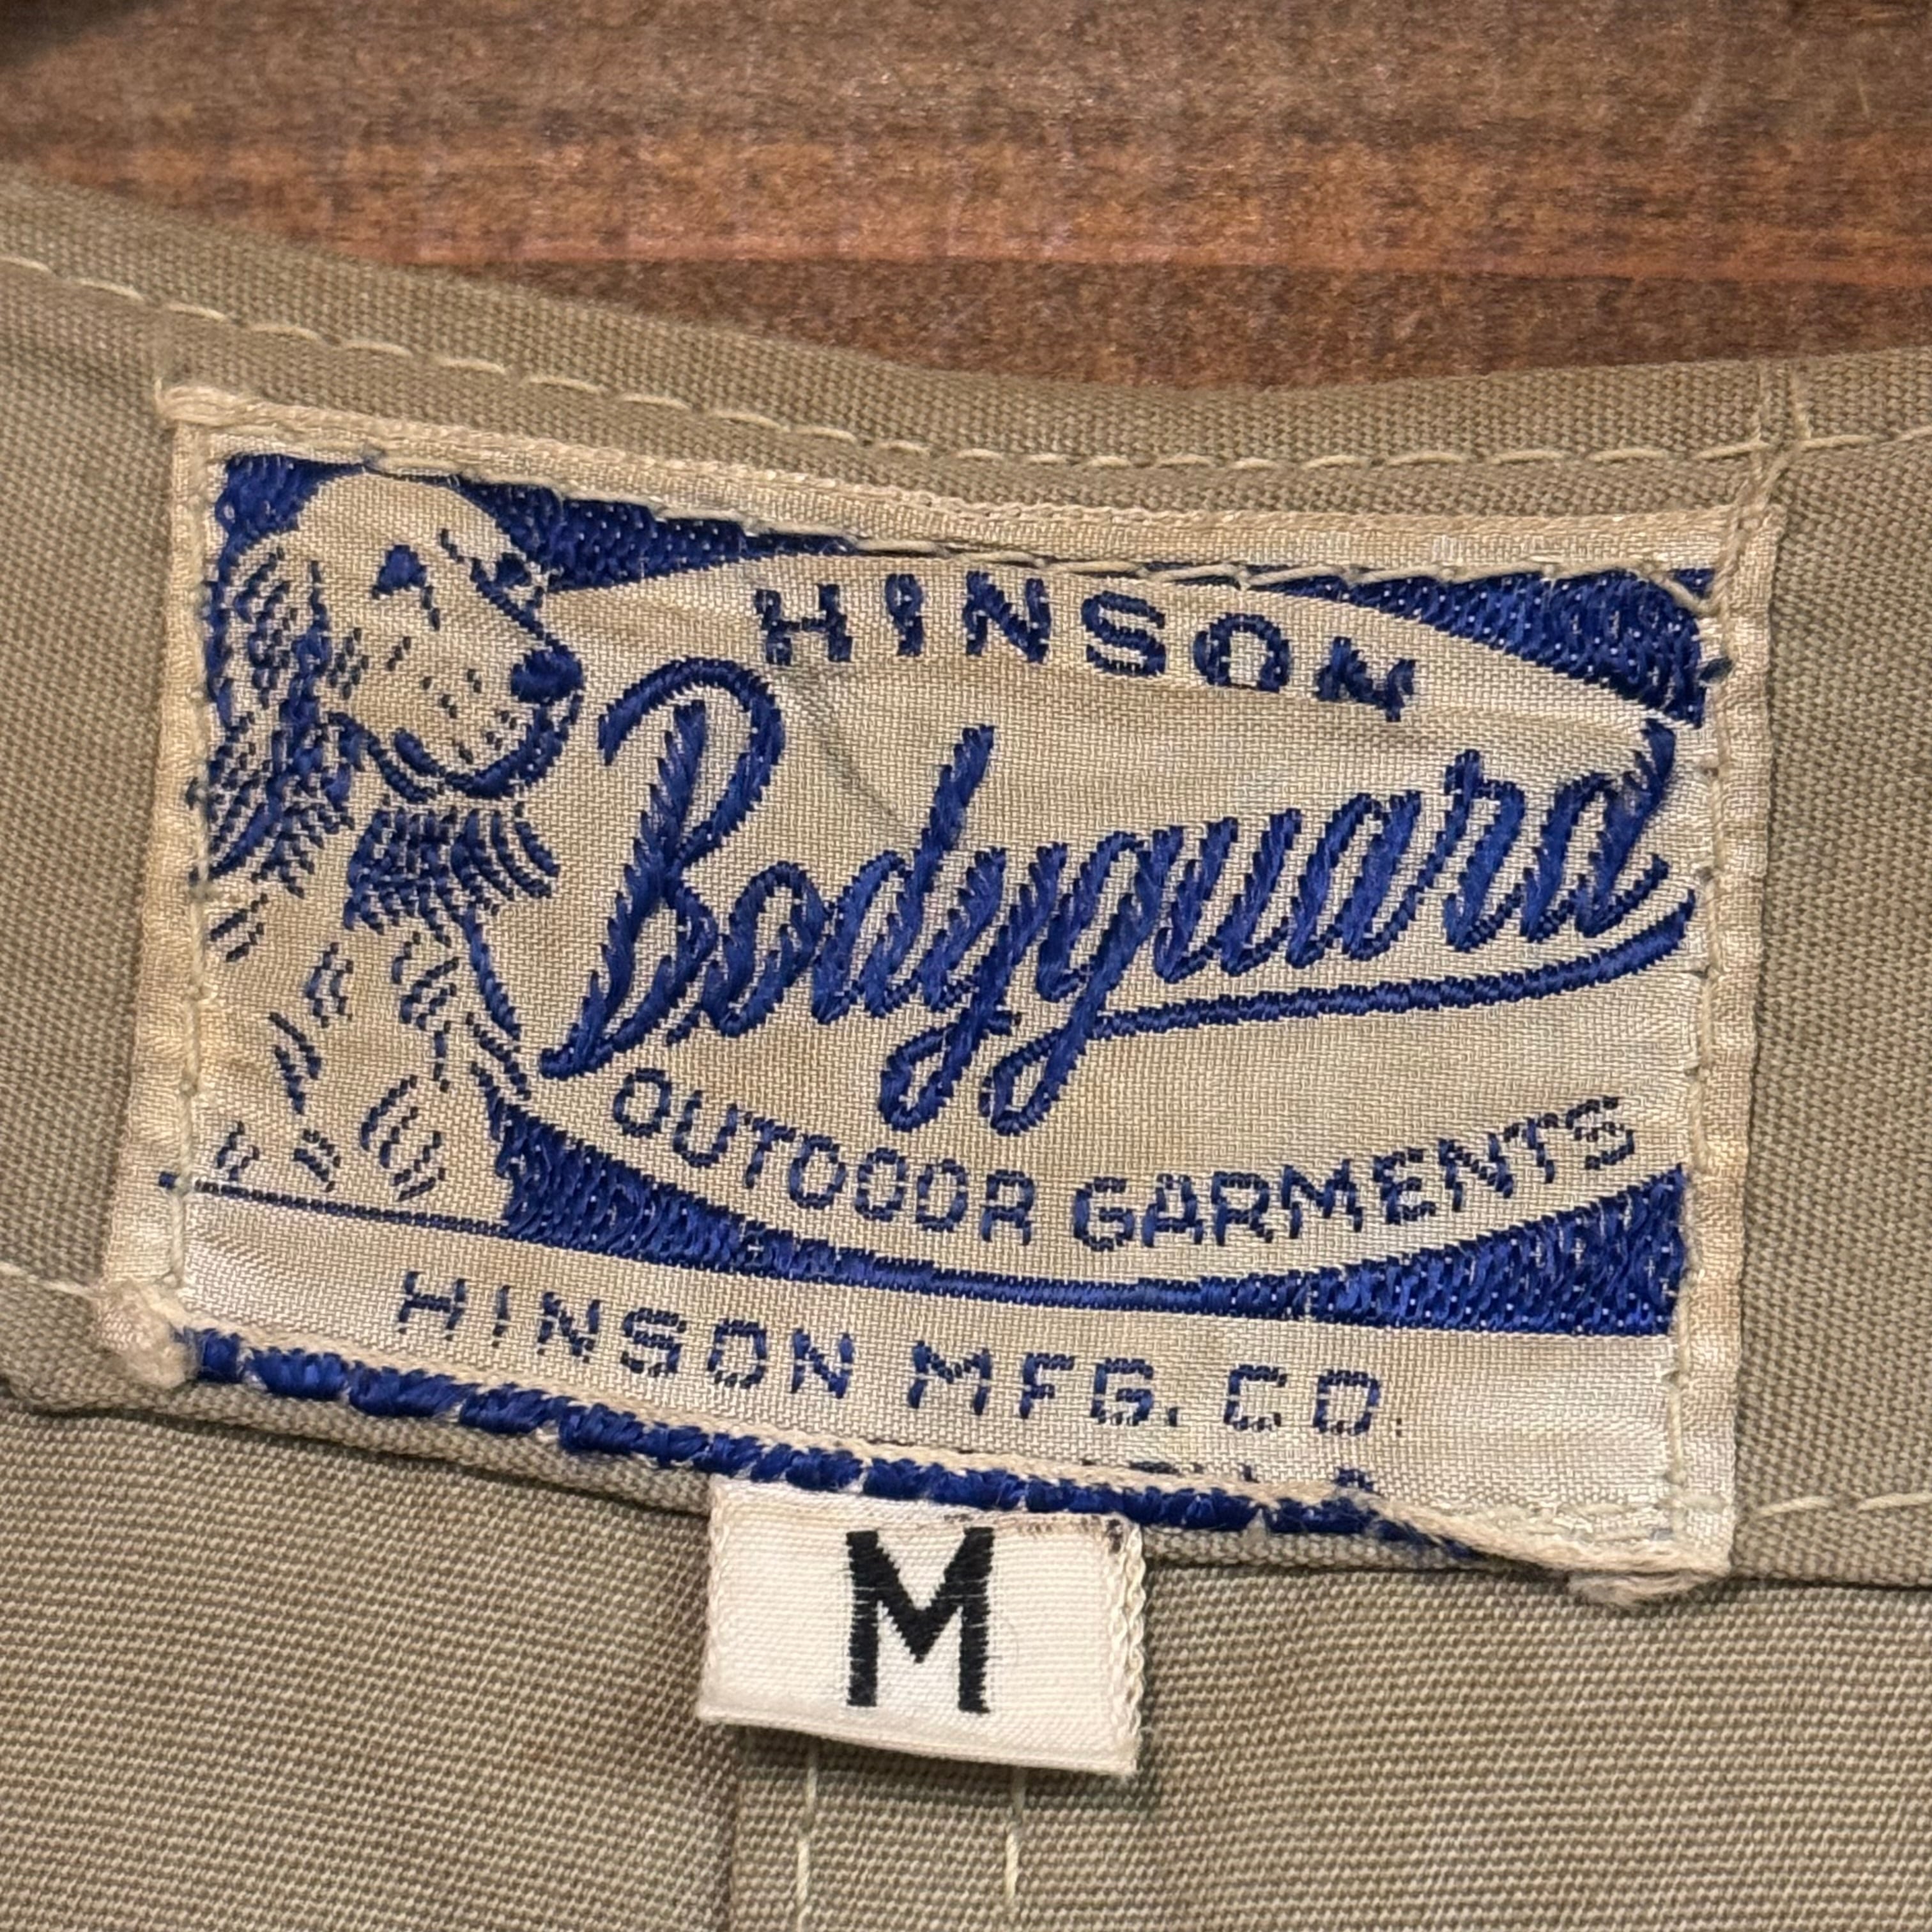 HINSON
Bodyguard
OUTDOOR GARMENTS
HINSON MFG. CO.
M